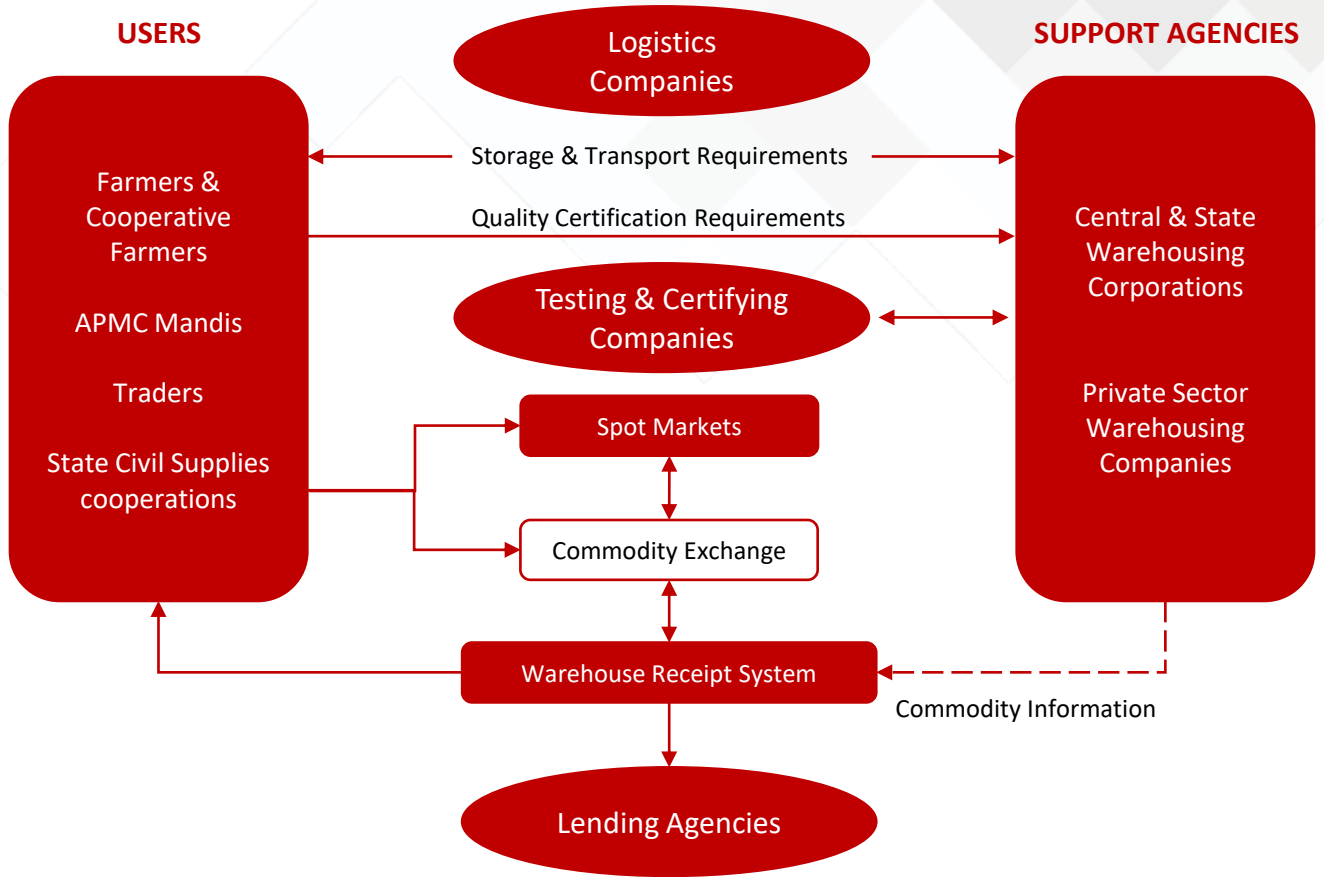 USERS
Logistics
Companies
SUPPORT AGENCIES
Storage & Transport Requirements
Quality Certification Requirements
Farmers &
Cooperative
Farmers
APMC Mandis
Traders
State Civil Supplies
cooperations
Testing & Certifying
Companies
Central & State
Warehousing
Corporations
Private Sector
Warehousing
Companies
Spot Markets
Commodity Exchange
Warehouse Receipt System
Commodity Information
Lending Agencies